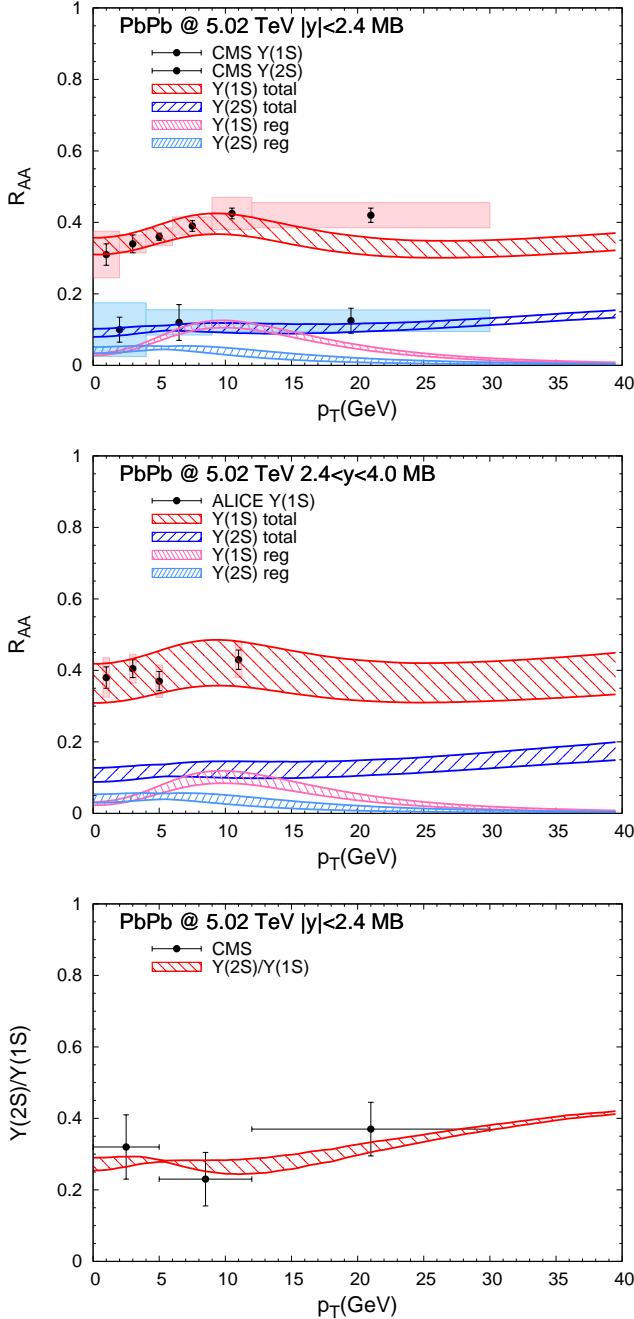 PbPb @ 5.02 TeV |y|<2.4 MB
CMS Y(1S)
CMS Y(2S)
Y(1S) total
Y(2S) total
Y(1S) reg
Y(2S) reg
R_AA
1
0.8
0.6
0.4
0.2
0
0 5 10 15 20 25 30 35 40
p_T(GeV)
PbPb @ 5.02 TeV 2.4<y<4.0 MB
ALICE Y(1S)
Y(1S) total
Y(2S) total
Y(1S) reg
Y(2S) reg
R_AA
1
0.8
0.6
0.4
0.2
0
0 5 10 15 20 25 30 35 40
p_T(GeV)
PbPb @ 5.02 TeV |y|<2.4 MB
CMS
Y(2S)/Y(1S)
Y(2S)/Y(1S)
1
0.8
0.6
0.4
0.2
0
0 5 10 15 20 25 30 35 40
p_T(GeV)